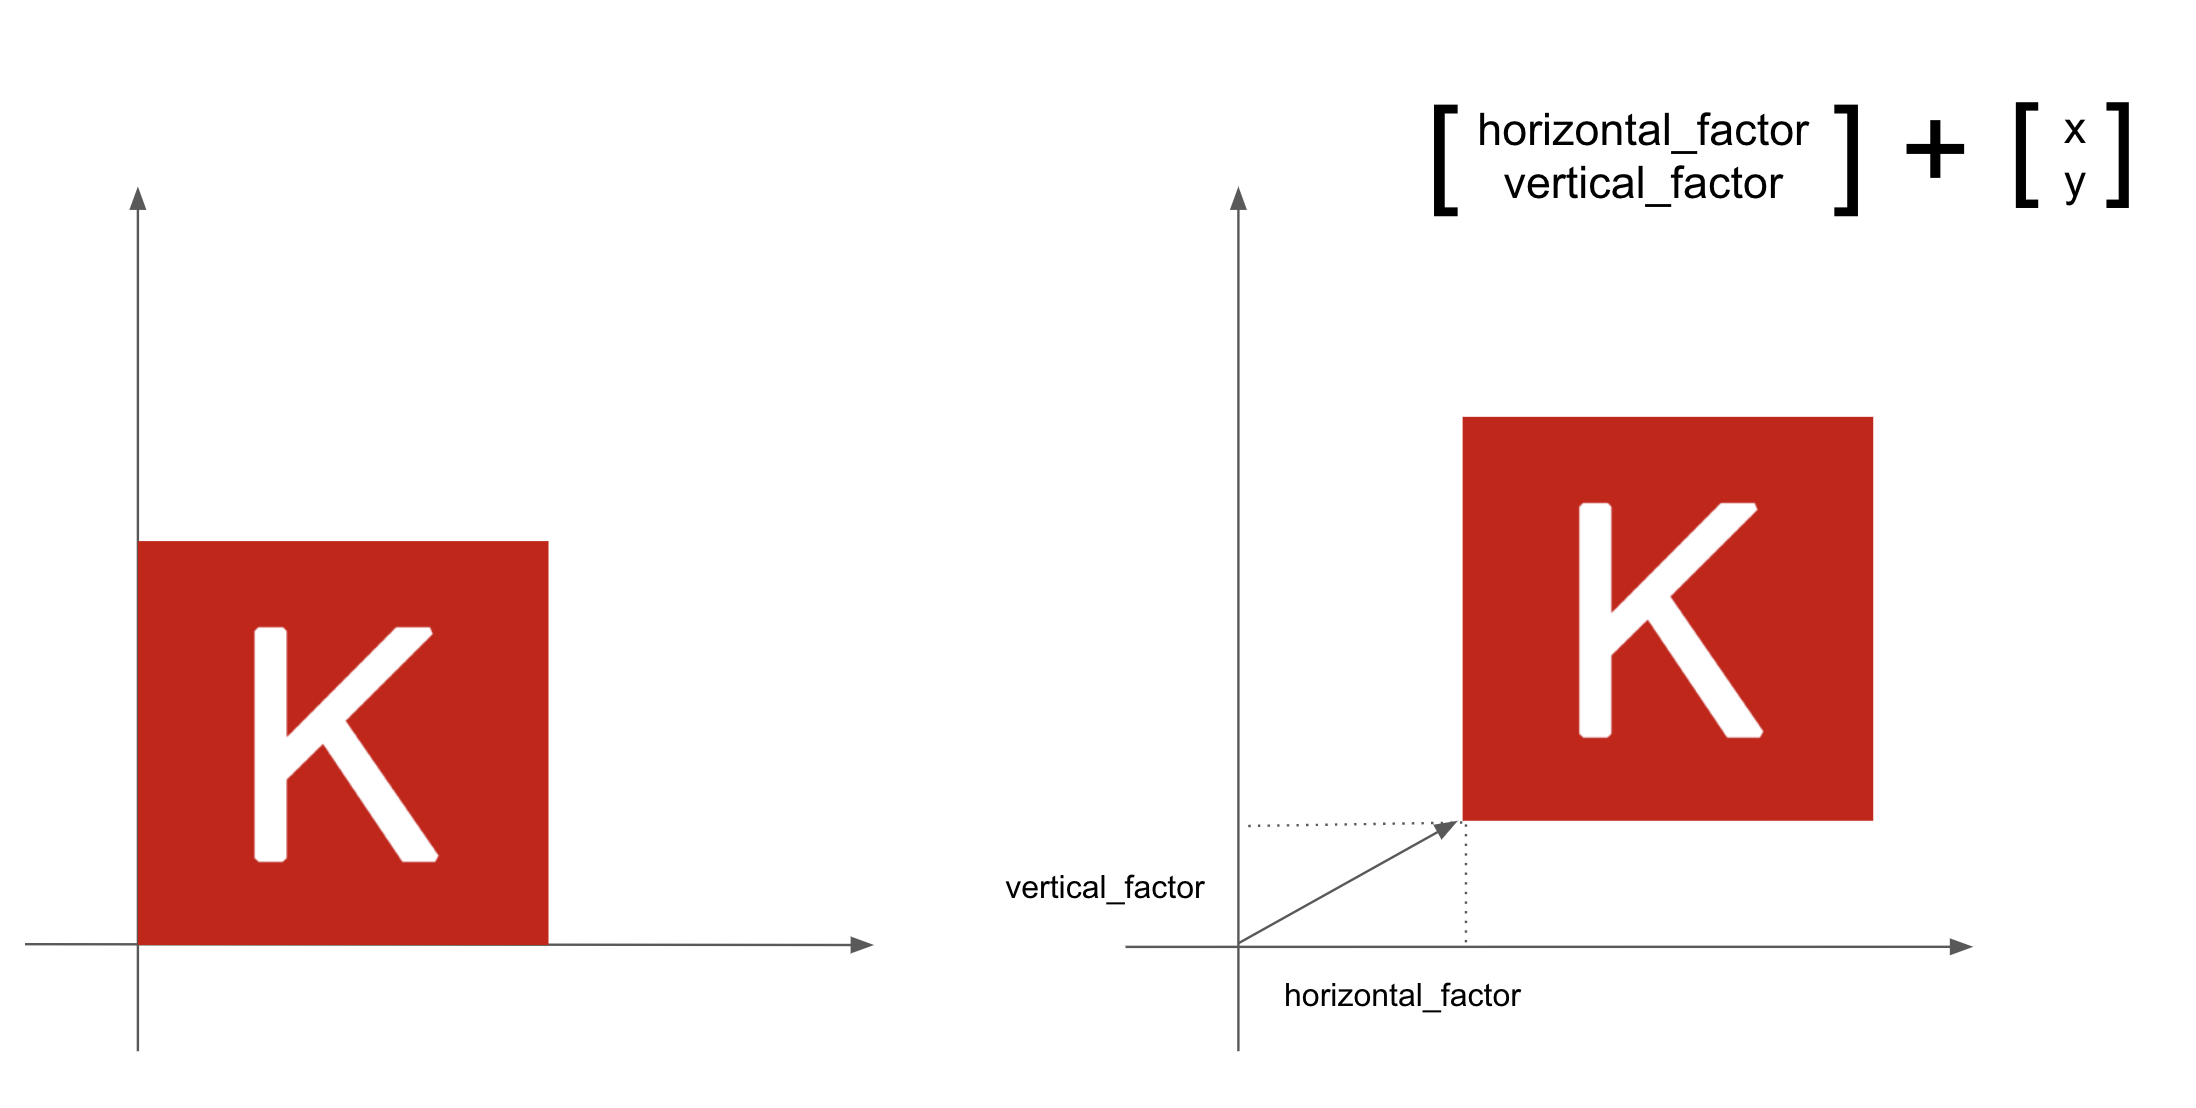 [ horizontal_factor
vertical_factor ] + [ x
y ]
K
K
vertical_factor
horizontal_factor